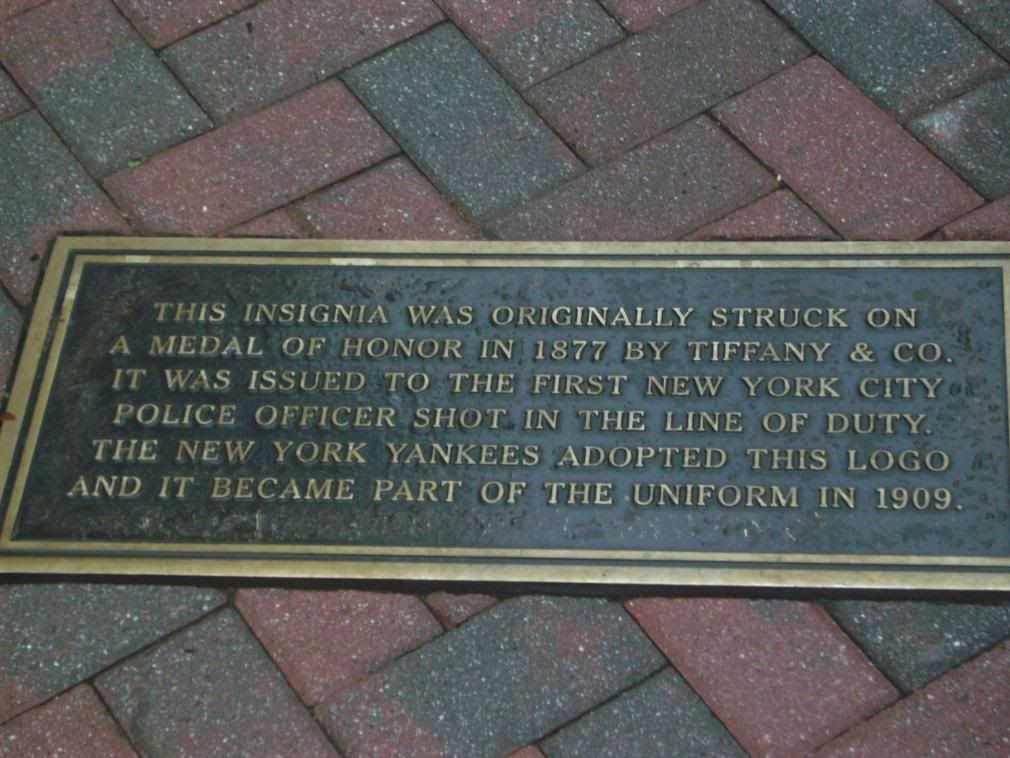 THIS INSIGNIA WAS ORIGINALLY STRUCK ON
A MEDAL OF HONOR IN 1877 BY TIFFANY & CO.
IT WAS ISSUED TO THE FIRST NEW YORK CITY
POLICE OFFICER SHOT IN THE LINE OF DUTY.
THE NEW YORK YANKEES ADOPTED THIS LOGO
AND IT BECAME PART OF THE UNIFORM IN 1909.